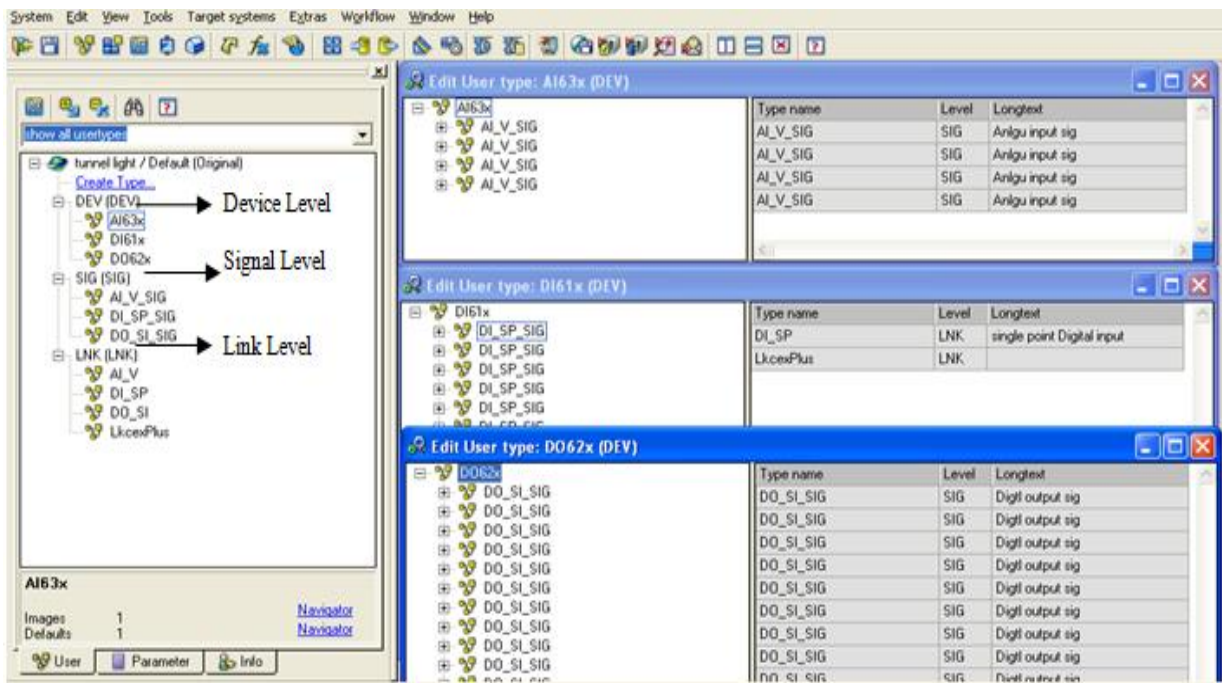 System Edit View Tools Target systems Extras Workflow Window Help
show all usertypes
tunnel light / Default (Original)
Create Type...
DEV (DEV)
AI63x
DI61x
DO62x
SIG (SIG)
AI_V_SIG
DI_SP_SIG
DO_SI_SIG
LNK (LNK)
AI_V
DI_SP
DO_SI
LkcexPlus
Device Level
Signal Level
Link Level
AI63x
Images 1 Navigator
Defaults 1 Navigator
User Parameter Info
Edit User type: AI63x (DEV)
AI63x
AI_V_SIG
AI_V_SIG
AI_V_SIG
AI_V_SIG
Type name Level Longtext
AI_V_SIG SIG Anlgu input sig
AI_V_SIG SIG Anlgu input sig
AI_V_SIG SIG Anlgu input sig
AI_V_SIG SIG Anlgu input sig
Edit User type: DI61x (DEV)
DI61x
DI_SP_SIG
DI_SP_SIG
DI_SP_SIG
DI_SP_SIG
DI_SP_SIG
Type name Level Longtext
DI_SP LNK single point Digital input
LkcexPlus LNK
Edit User type: DO62x (DEV)
DO62x
DO_SI_SIG
DO_SI_SIG
DO_SI_SIG
DO_SI_SIG
DO_SI_SIG
DO_SI_SIG
DO_SI_SIG
DO_SI_SIG
DO_SI_SIG
DO_SI_SIG
Type name Level Longtext
DO_SI_SIG SIG Digtl output sig
DO_SI_SIG SIG Digtl output sig
DO_SI_SIG SIG Digtl output sig
DO_SI_SIG SIG Digtl output sig
DO_SI_SIG SIG Digtl output sig
DO_SI_SIG SIG Digtl output sig
DO_SI_SIG SIG Digtl output sig
DO_SI_SIG SIG Digtl output sig
DO_SI_SIG SIG Digtl output sig